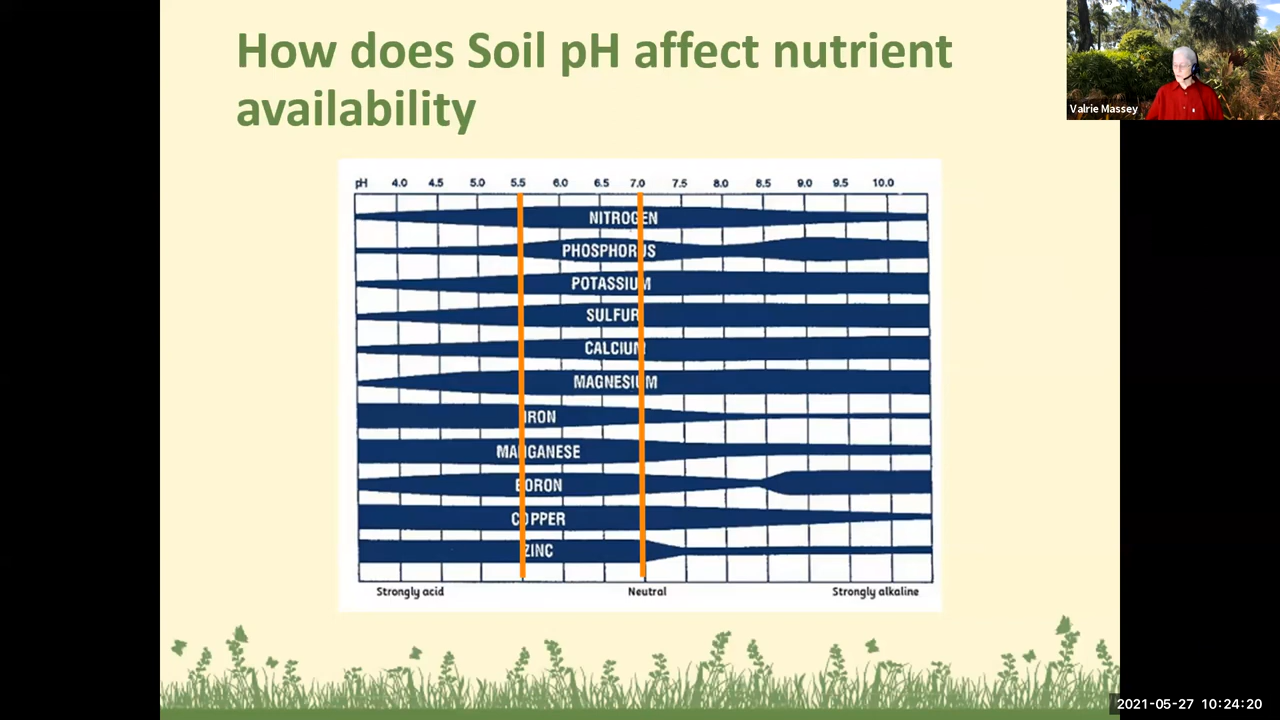 How does Soil pH affect nutrient
availability
Valrie Massey
pH 4.0 4.5 5.0 5.5 6.0 6.5 7.0 7.5 8.0 8.5 9.0 9.5 10.0
NITROGEN
PHOSPHORUS
POTASSIUM
SULFUR
CALCIUM
MAGNESIUM
IRON
MANGANESE
BORON
COPPER
ZINC
Strongly acid Neutral Strongly alkaline
2021-05-27 10:24:20